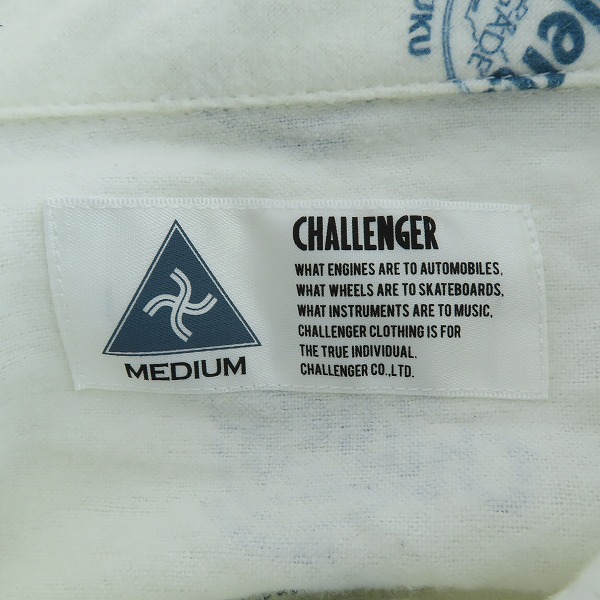 UKU
CHALLENGER
WHAT ENGINES ARE TO AUTOMOBILES,
WHAT WHEELS ARE TO SKATEBOARDS,
WHAT INSTRUMENTS ARE TO MUSIC,
CHALLENGER CLOTHING IS FOR
THE TRUE INDIVIDUAL.
CHALLENGER CO.,LTD.
MEDIUM